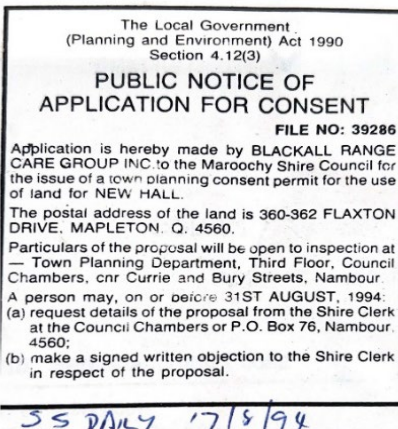 The Local Government
(Planning and Environment) Act 1990
Section 4.12(3)
PUBLIC NOTICE OF
APPLICATION FOR CONSENT
FILE NO: 39286
Application is hereby made by BLACKALL RANGE
CARE GROUP INC. to the Maroochy Shire Council for
the issue of a town planning consent permit for the use
of land for NEW HALL.
The postal address of the land is 360-362 FLAXTON
DRIVE, MAPLETON. Q. 4560.
Particulars of the proposal will be open to inspection at
— Town Planning Department, Third Floor, Council
Chambers, cnr Currie and Bury Streets, Nambour.
A person may, on or before 31ST AUGUST, 1994:
(a) request details of the proposal from the Shire Clerk
at the Council Chambers or P.O. Box 76, Nambour.
4560;
(b) make a signed written objection to the Shire Clerk
in respect of the proposal.
SS DAILY 17/8/94